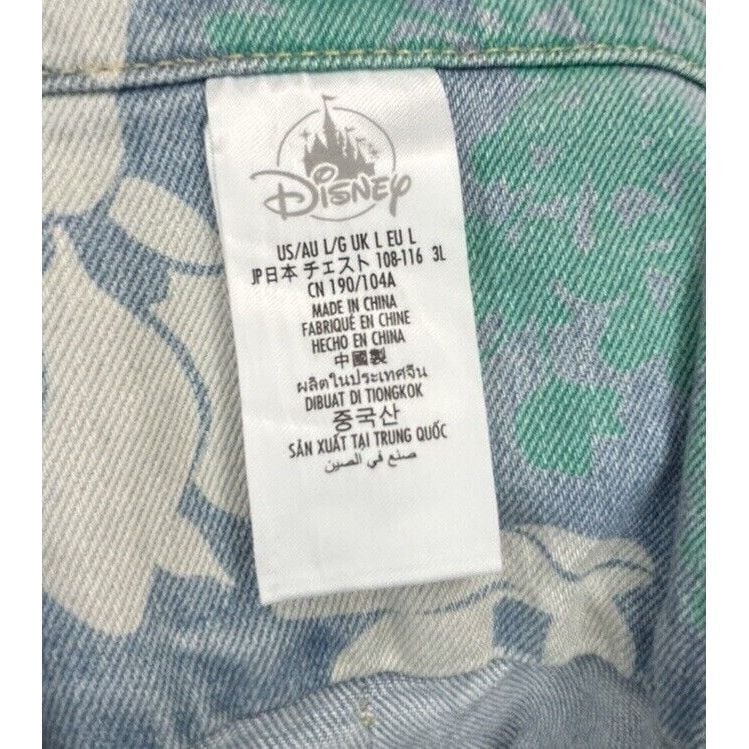 Disney
US/AU L/G UK L EU L
JP日本 チェスト 108-116 3L
CN 190/104A
MADE IN CHINA
FABRIQUÉ EN CHINE
HECHO EN CHINA
中國製
ผลิตในประเทศจีน
DIBUAT DI TIONGKOK
중국산
SẢN XUẤT TẠI TRUNG QUỐC
صنع في الصين